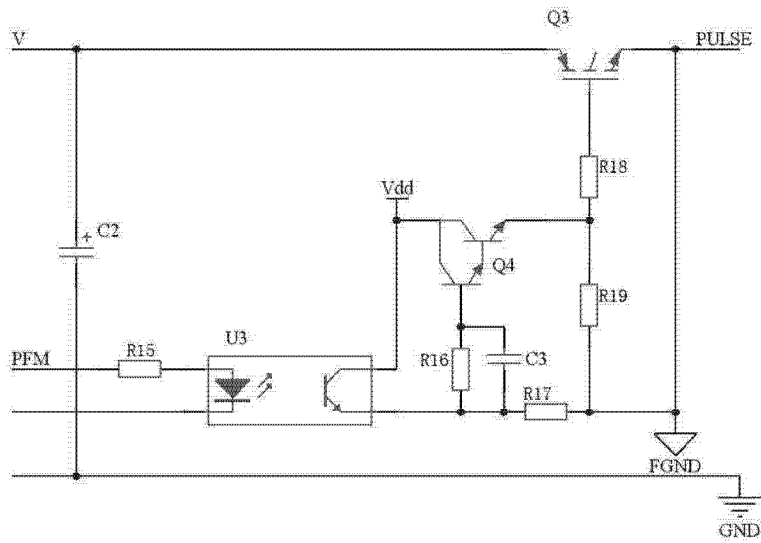 Q3
V
PULSE
R18
Vdd
C2
+
Q4
R19
U3
R15
PFM
R16
C3
R17
FGND
GND